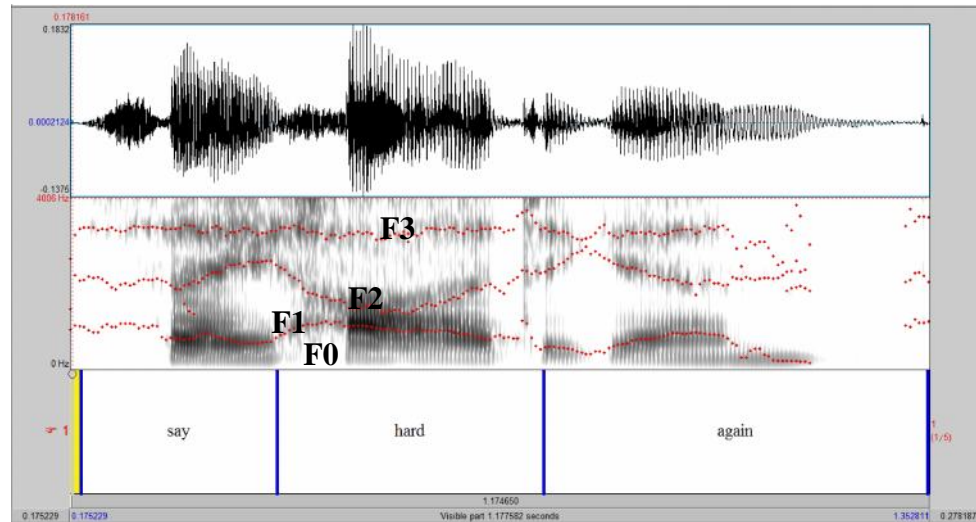 0.178161
0.1832
0.0002124
-0.1376
4606 Hz
F3
F2
F1
F0
0 Hz
☞ 1
say
hard
again
1
(1/5)
1.174650
0.175229 0.175229 Visible part 1.177582 seconds 1.352811 0.278187